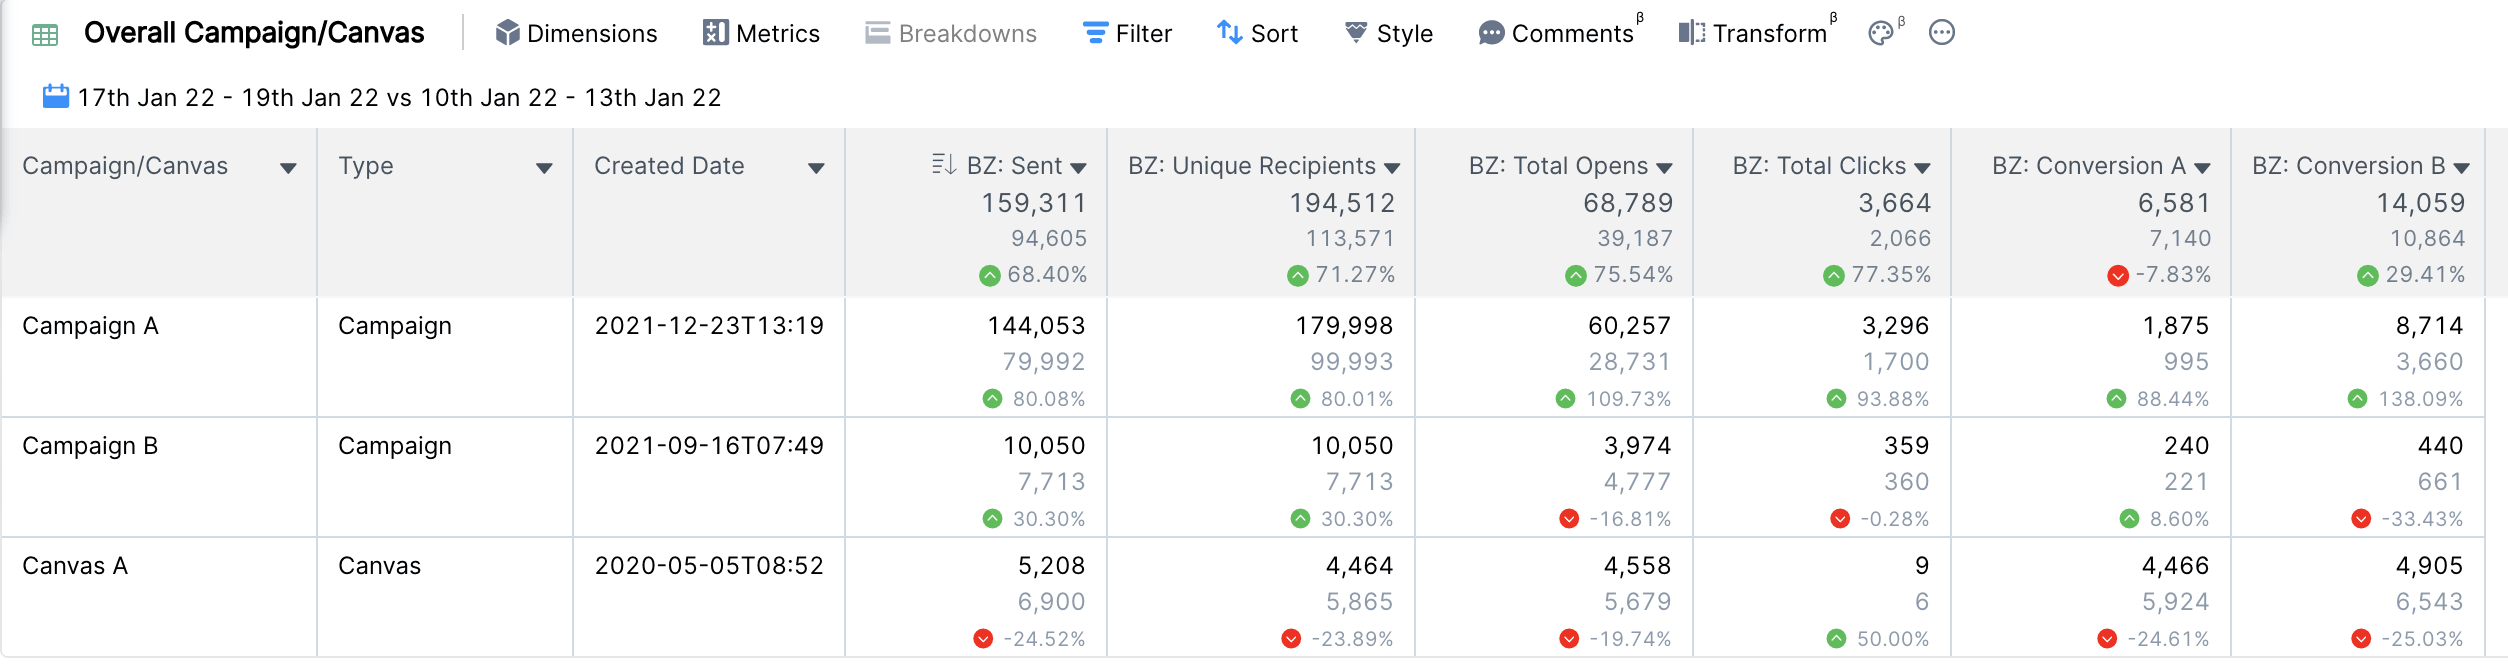 Overall Campaign/Canvas Dimensions Metrics Breakdowns Filter Sort Style Comments β Transform β β
17th Jan 22 - 19th Jan 22 vs 10th Jan 22 - 13th Jan 22
Campaign/Canvas Type Created Date BZ: Sent BZ: Unique Recipients BZ: Total Opens BZ: Total Clicks BZ: Conversion A BZ: Conversion B
159,311 194,512 68,789 3,664 6,581 14,059
94,605 113,571 39,187 2,066 7,140 10,864
68.40% 71.27% 75.54% 77.35% -7.83% 29.41%
Campaign A Campaign 2021-12-23T13:19 144,053 179,998 60,257 3,296 1,875 8,714
79,992 99,993 28,731 1,700 995 3,660
80.08% 80.01% 109.73% 93.88% 88.44% 138.09%
Campaign B Campaign 2021-09-16T07:49 10,050 10,050 3,974 359 240 440
7,713 7,713 4,777 360 221 661
30.30% 30.30% -16.81% -0.28% 8.60% -33.43%
Canvas A Canvas 2020-05-05T08:52 5,208 4,464 4,558 9 4,466 4,905
6,900 5,865 5,679 6 5,924 6,543
-24.52% -23.89% -19.74% 50.00% -24.61% -25.03%